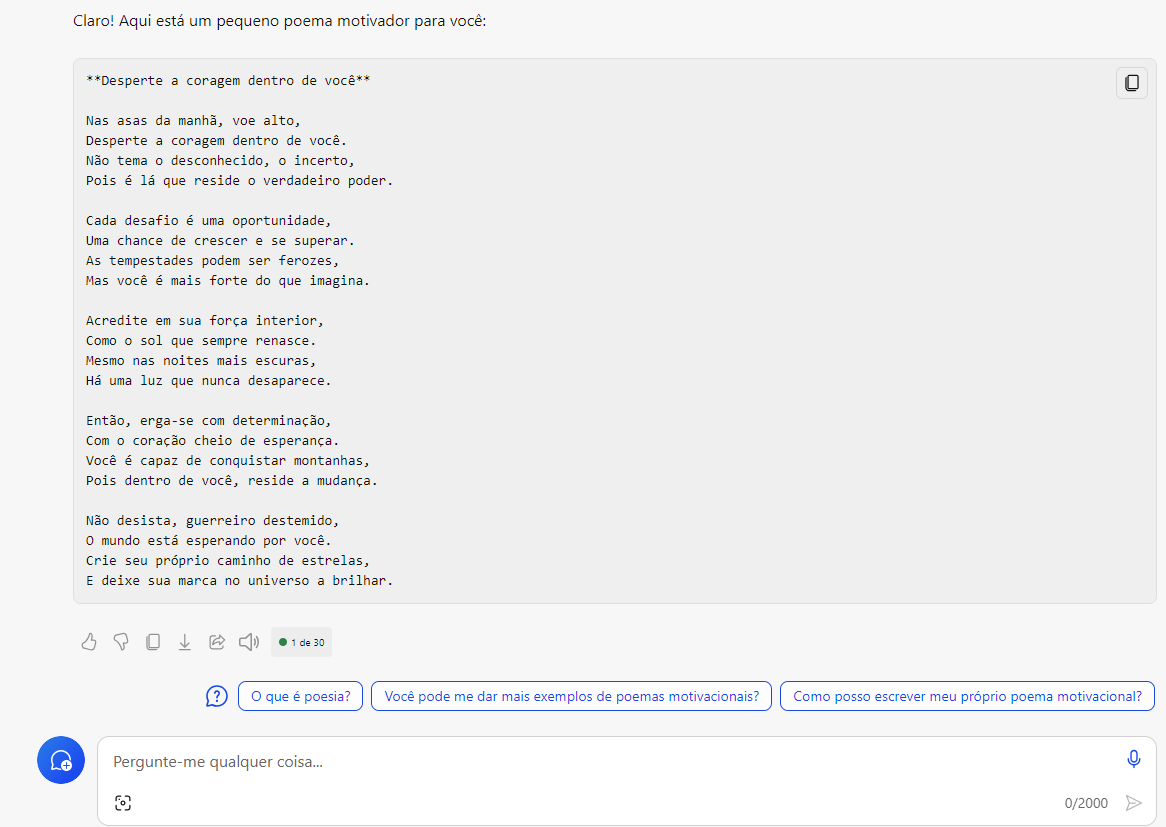 Claro! Aqui está um pequeno poema motivador para você:
**Desperte a coragem dentro de você**
Nas asas da manhã, voe alto,
Desperte a coragem dentro de você.
Não tema o desconhecido, o incerto,
Pois é lá que reside o verdadeiro poder.
Cada desafio é uma oportunidade,
Uma chance de crescer e se superar.
As tempestades podem ser ferozes,
Mas você é mais forte do que imagina.
Acredite em sua força interior,
Como o sol que sempre renasce.
Mesmo nas noites mais escuras,
Há uma luz que nunca desaparece.
Então, erga-se com determinação,
Com o coração cheio de esperança.
Você é capaz de conquistar montanhas,
Pois dentro de você, reside a mudança.
Não desista, guerreiro destemido,
O mundo está esperando por você.
Crie seu próprio caminho de estrelas,
E deixe sua marca no universo a brilhar.
1 de 30
O que é poesia? Você pode me dar mais exemplos de poemas motivacionais? Como posso escrever meu próprio poema motivacional?
Pergunte-me qualquer coisa...
0/2000